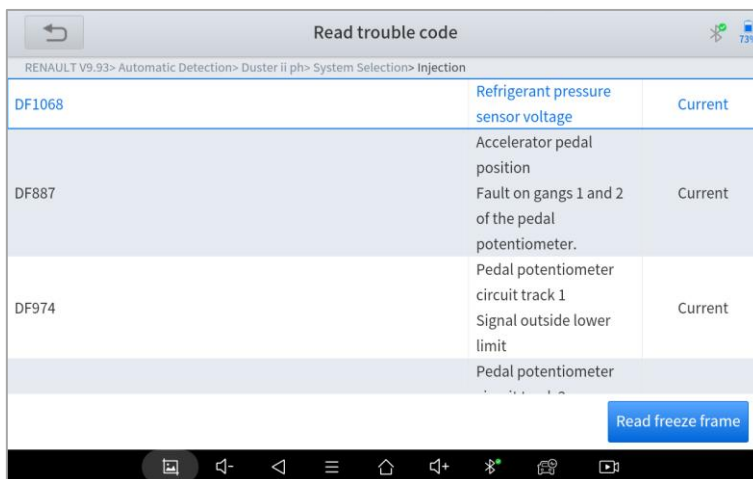 Read trouble code
73%
RENAULT V9.93> Automatic Detection> Duster ii ph> System Selection> Injection
DF1068
Refrigerant pressure
sensor voltage
Current
DF887
Accelerator pedal
position
Fault on gangs 1 and 2
of the pedal
potentiometer.
Current
DF974
Pedal potentiometer
circuit track 1
Signal outside lower
limit
Current
Pedal potentiometer
Read freeze frame